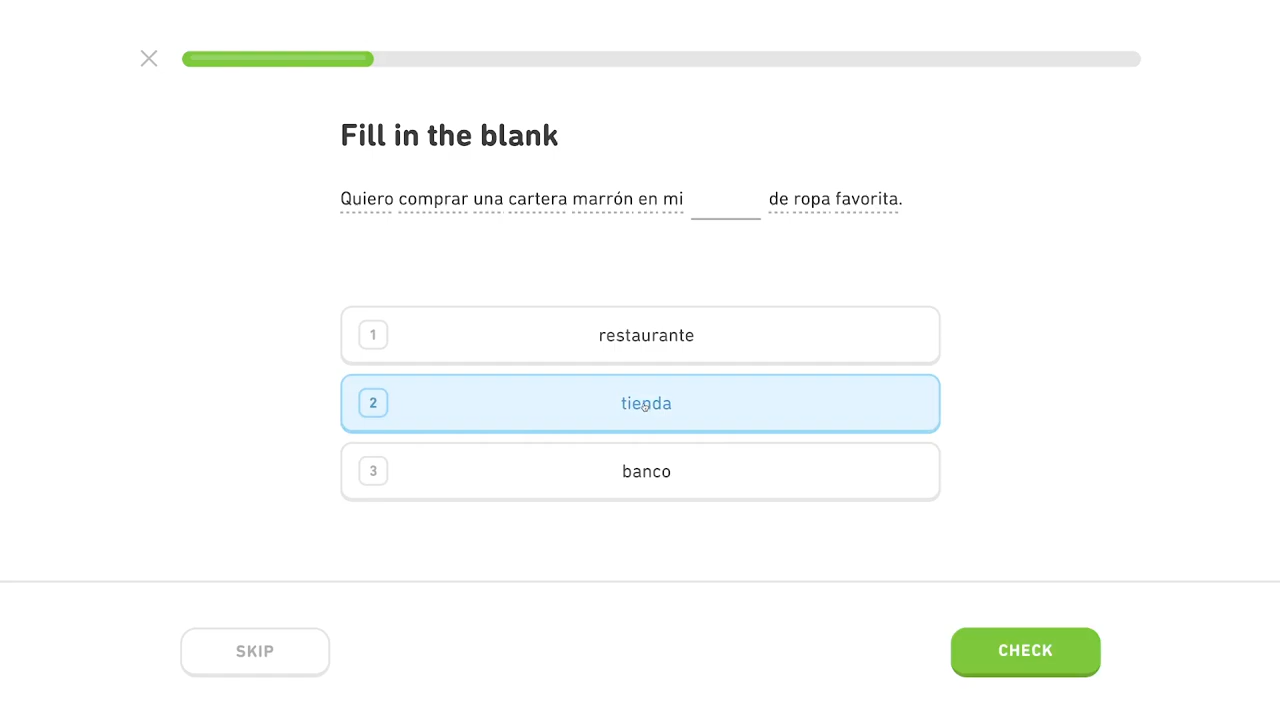 Fill in the blank
Quiero comprar una cartera marrón en mi ______ de ropa favorita.
1 restaurante
2 tienda
3 banco
SKIP
CHECK